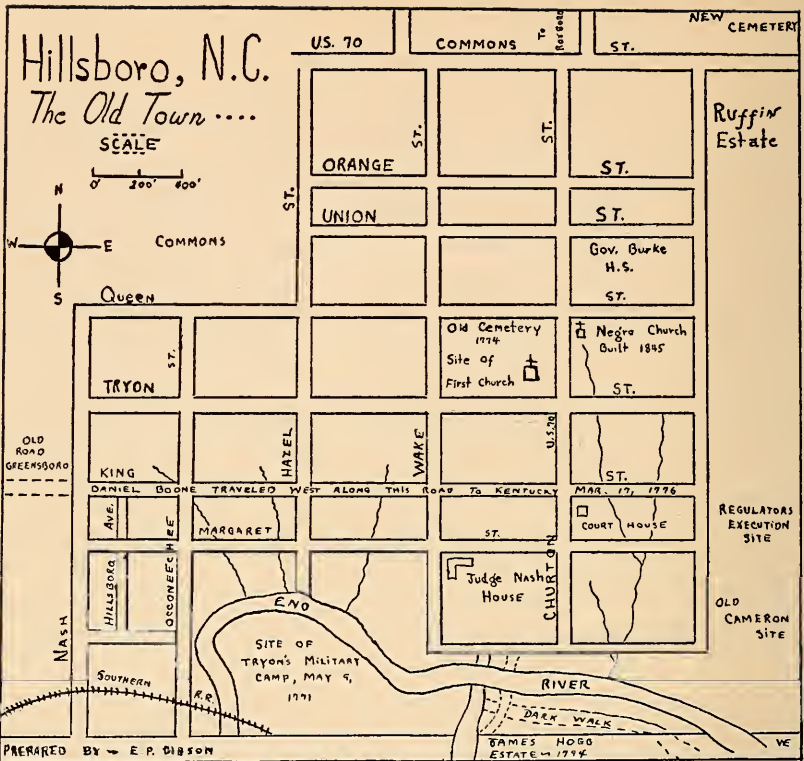 Hillsboro, N.C.
The Old Town ....
SCALE
0' 200' 400'
N
W E
S
COMMONS
U.S. 70 COMMONS ST.
To Roxboro
NEW CEMETERY
Ruffin
Estate
ST.
ST.
ST.
ORANGE ST.
UNION ST.
Gov. Burke
H.S.
Queen ST.
Old Cemetery
1774
Site of
First Church
Negro Church
Built 1845
ST.
TRYON ST.
OLD
ROAD
GREENSBORO
HAZEL
WAKE
U.S. 70
KING ST.
DANIEL BOONE TRAVELED WEST ALONG THIS ROAD TO KENTUCKY MAR. 17, 1776
AVE.
HILLSBORO
OCCONEECHEE
MARGARET ST.
COURT HOUSE
REGULATORS
EXECUTION
SITE
Judge Nash
House
CHURTON
OLD
CAMERON
SITE
NASH
ENO
RIVER
SITE OF
TRYON'S MILITARY
CAMP, MAY 9,
1771
SOUTHERN R.R.
DARK WALK
JAMES HOGG
ESTATE - 1794
PREPARED BY - E.P. GIBSON